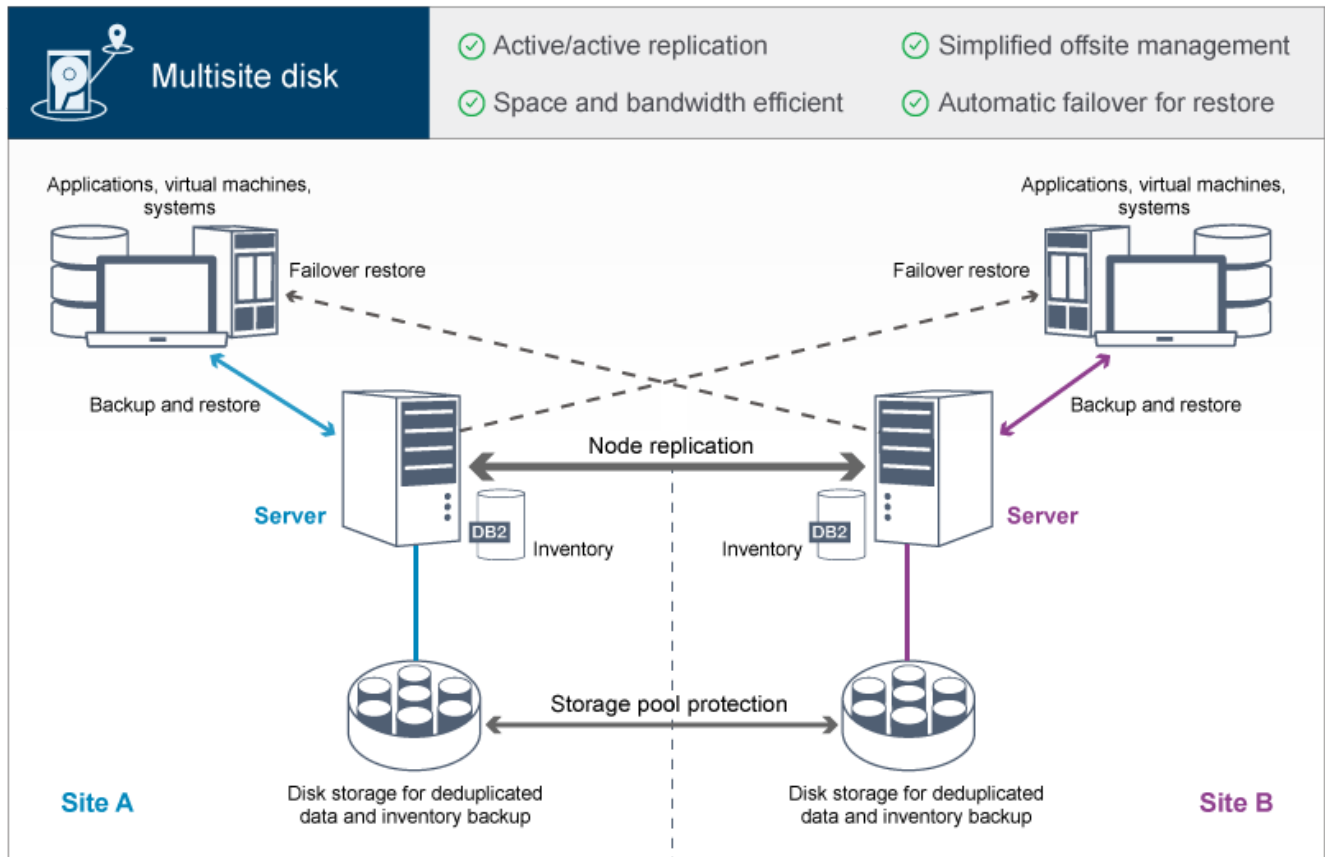 Multisite disk
Active/active replication
Simplified offsite management
Space and bandwidth efficient
Automatic failover for restore
Applications, virtual machines,
systems
Applications, virtual machines,
systems
Failover restore
Failover restore
Backup and restore
Backup and restore
Node replication
Server
Server
DB2
Inventory
Inventory
DB2
Storage pool protection
Disk storage for deduplicated
data and inventory backup
Disk storage for deduplicated
data and inventory backup
Site A
Site B